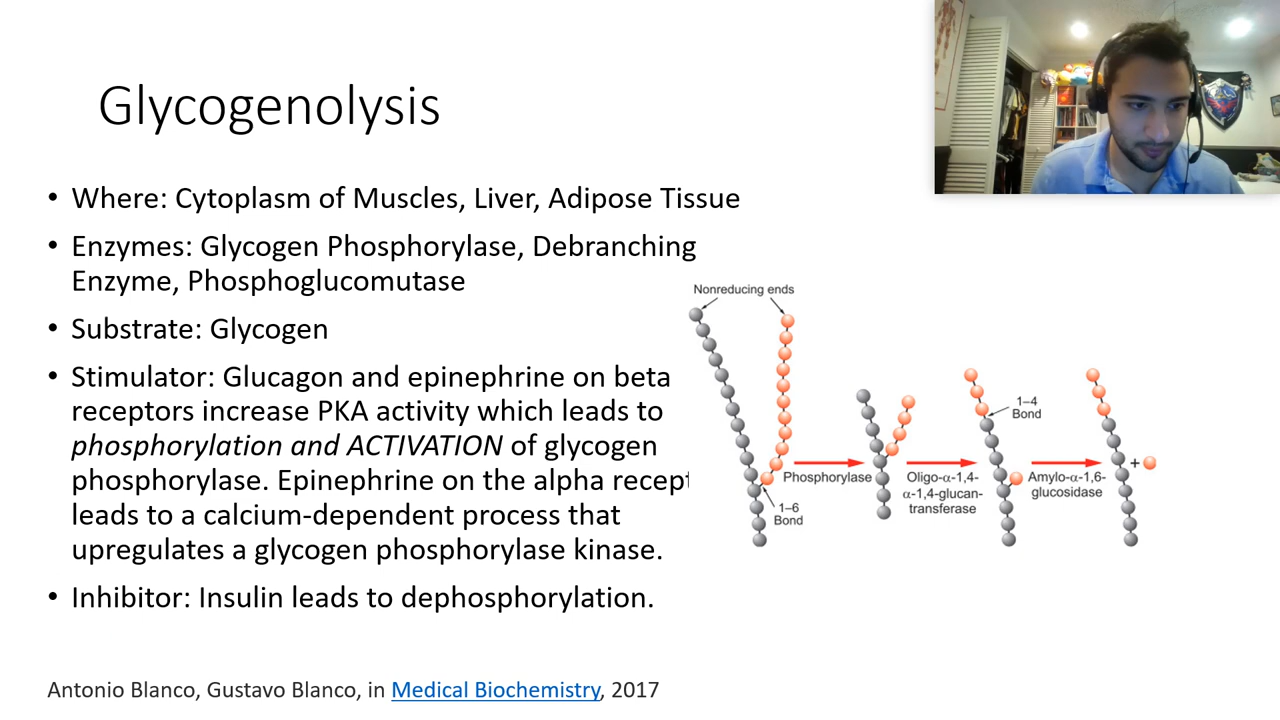 Glycogenolysis
• Where: Cytoplasm of Muscles, Liver, Adipose Tissue
• Enzymes: Glycogen Phosphorylase, Debranching
Enzyme, Phosphoglucomutase
• Substrate: Glycogen
• Stimulator: Glucagon and epinephrine on beta
receptors increase PKA activity which leads to
phosphorylation and ACTIVATION of glycogen
phosphorylase. Epinephrine on the alpha recept
leads to a calcium-dependent process that
upregulates a glycogen phosphorylase kinase.
• Inhibitor: Insulin leads to dephosphorylation.
Nonreducing ends
1–6
Bond
Phosphorylase
Oligo-α-1,4-
α-1,4-glucan-
transferase
1–4
Bond
Amylo-α-1,6-
glucosidase
+
Antonio Blanco, Gustavo Blanco, in Medical Biochemistry, 2017